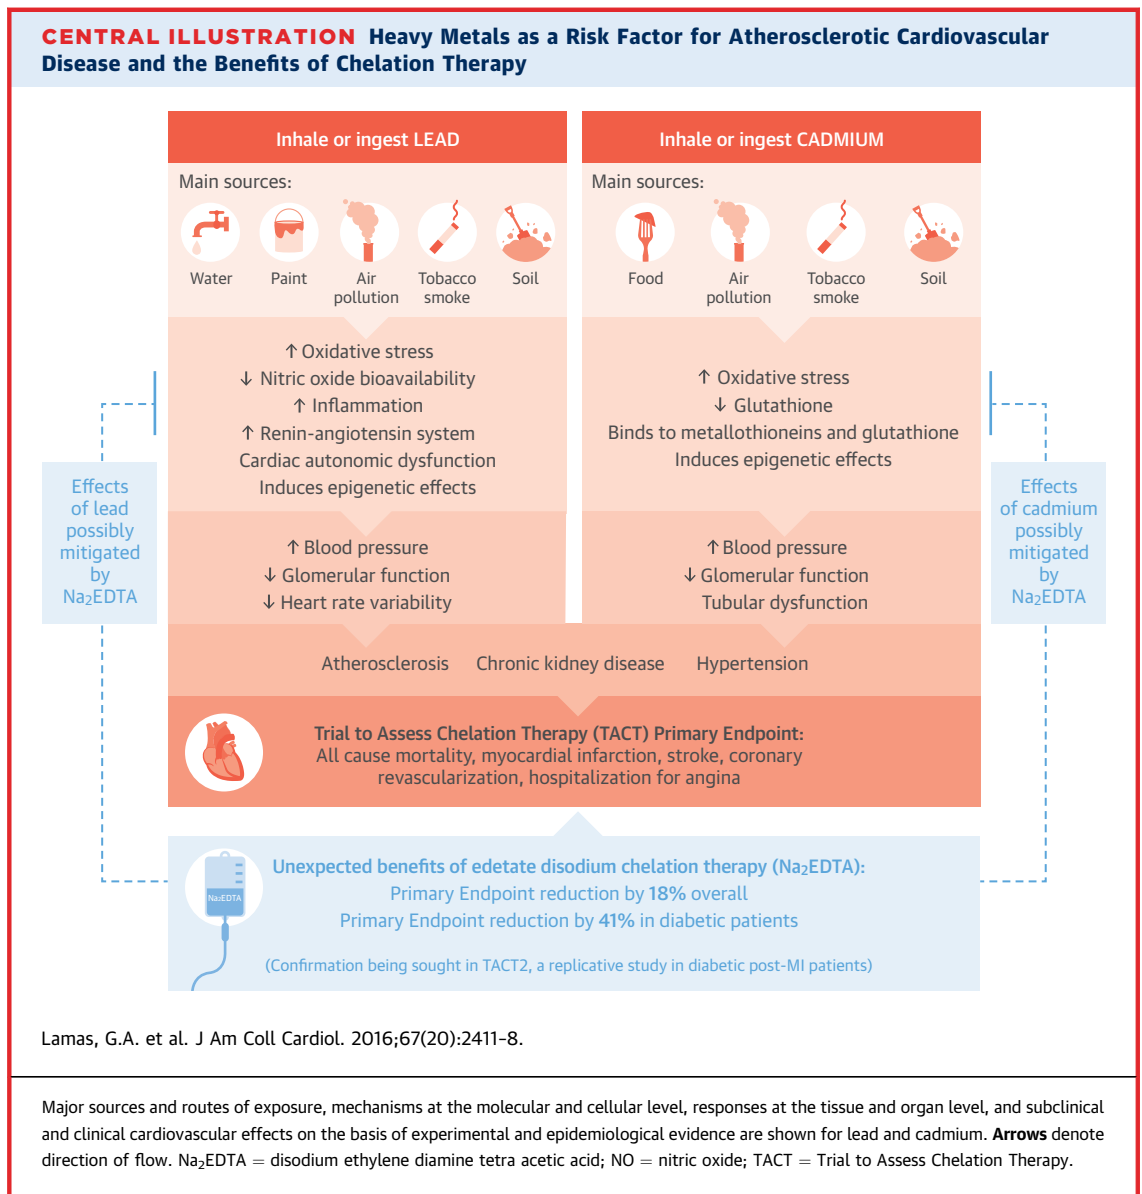 CENTRAL ILLUSTRATION Heavy Metals as a Risk Factor for Atherosclerotic Cardiovascular
Disease and the Benefits of Chelation Therapy
Inhale or ingest LEAD
Main sources:
Water
Paint
Air
pollution
Tobacco
smoke
Soil
↑ Oxidative stress
↓ Nitric oxide bioavailability
↑ Inflammation
↑ Renin-angiotensin system
Cardiac autonomic dysfunction
Induces epigenetic effects
↑ Blood pressure
↓ Glomerular function
↓ Heart rate variability
Inhale or ingest CADMIUM
Main sources:
Food
Air
pollution
Tobacco
smoke
Soil
↑ Oxidative stress
↓ Glutathione
Binds to metallothioneins and glutathione
Induces epigenetic effects
↑ Blood pressure
↓ Glomerular function
Tubular dysfunction
Effects
of lead
possibly
mitigated
by
Na₂EDTA
Effects
of cadmium
possibly
mitigated
by
Na₂EDTA
Atherosclerosis Chronic kidney disease Hypertension
Trial to Assess Chelation Therapy (TACT) Primary Endpoint:
All cause mortality, myocardial infarction, stroke, coronary
revascularization, hospitalization for angina
Na₂EDTA
Unexpected benefits of edetate disodium chelation therapy (Na₂EDTA):
Primary Endpoint reduction by 18% overall
Primary Endpoint reduction by 41% in diabetic patients
(Confirmation being sought in TACT2, a replicative study in diabetic post-MI patients)
Lamas, G.A. et al. J Am Coll Cardiol. 2016;67(20):2411–8.
Major sources and routes of exposure, mechanisms at the molecular and cellular level, responses at the tissue and organ level, and subclinical
and clinical cardiovascular effects on the basis of experimental and epidemiological evidence are shown for lead and cadmium. Arrows denote
direction of flow. Na₂EDTA = disodium ethylene diamine tetra acetic acid; NO = nitric oxide; TACT = Trial to Assess Chelation Therapy.